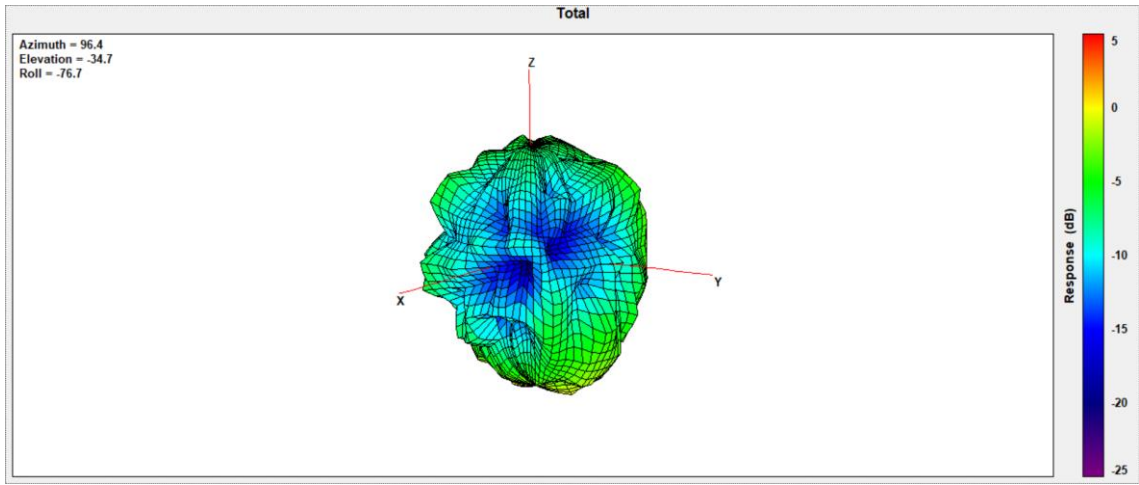 Total
Azimuth = 96.4
Elevation = -34.7
Roll = -76.7
Z
Y
X
5
0
-5
-10
-15
-20
-25
Response (dB)